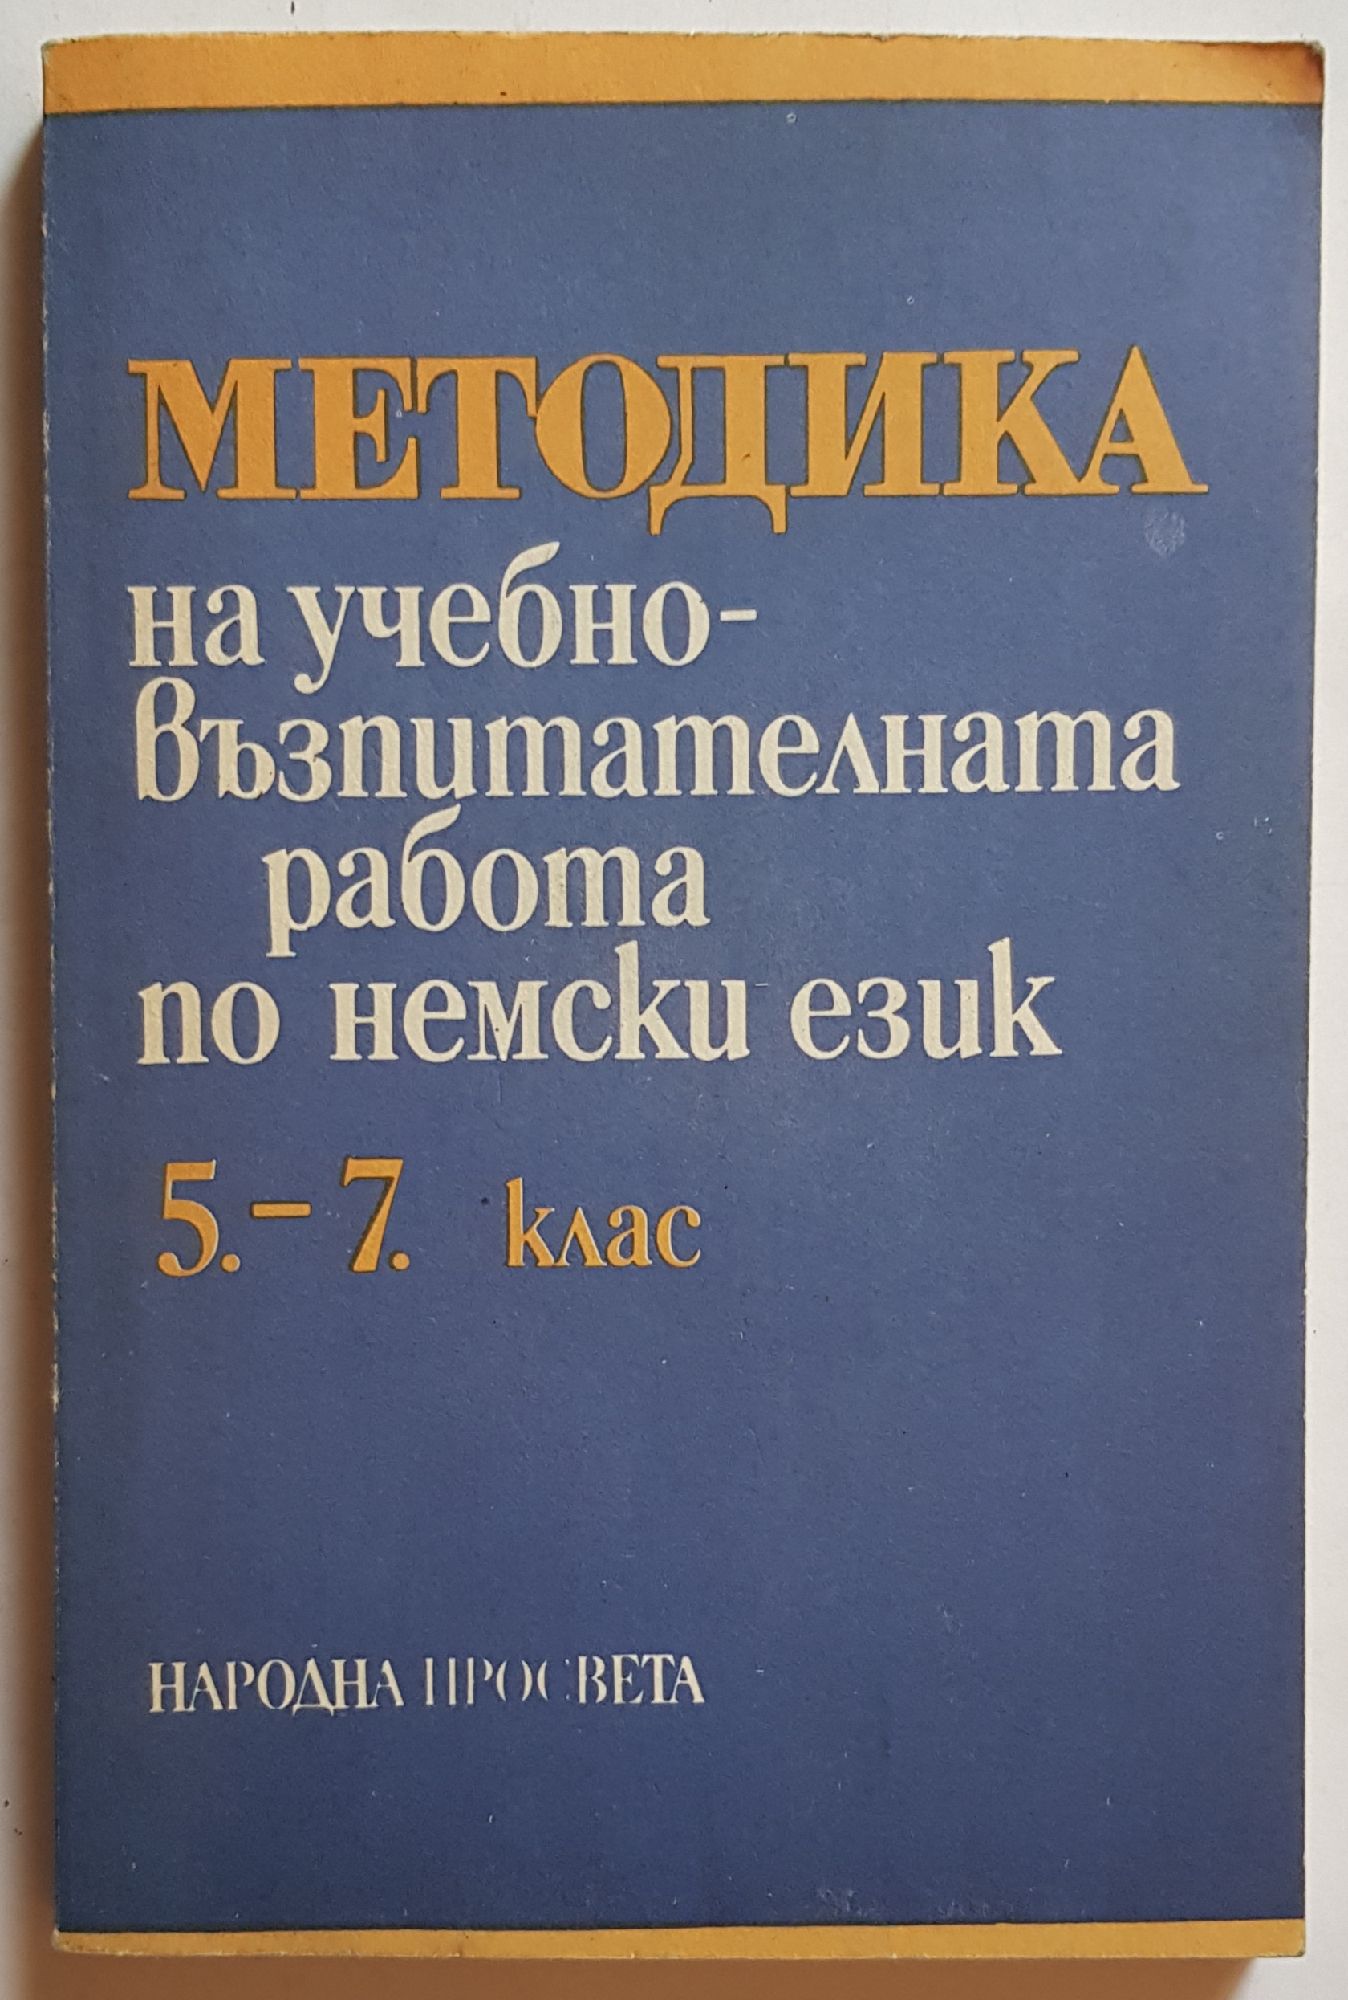 МЕТОДИКА
на учебно-
възпитателната
работа
по немски език
5.–7. клас
НАРОДНА ПРОСВЕТА